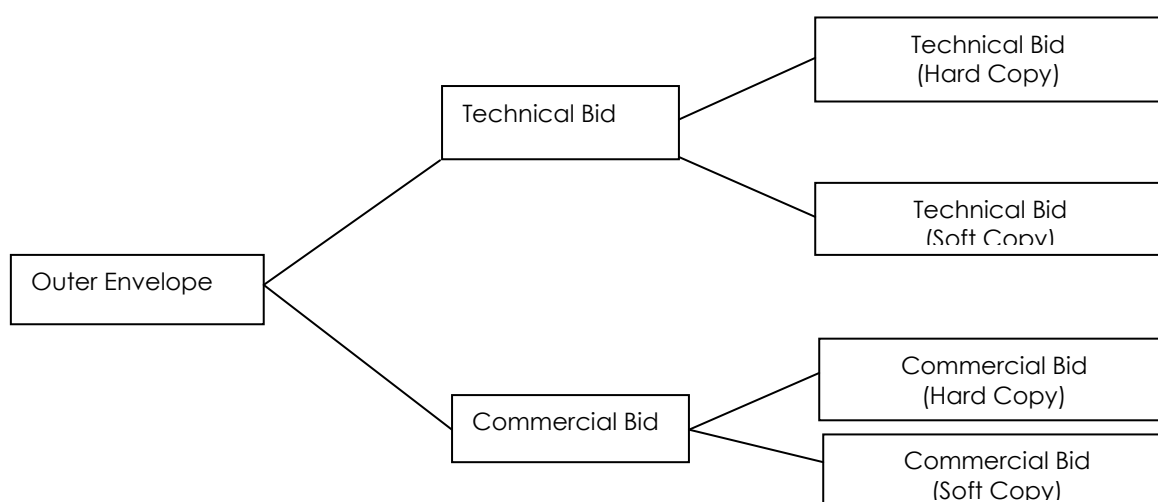 Technical Bid
(Hard Copy)
Technical Bid
Technical Bid
(Soft Copy)
Outer Envelope
Commercial Bid
(Hard Copy)
Commercial Bid
Commercial Bid
(Soft Copy)